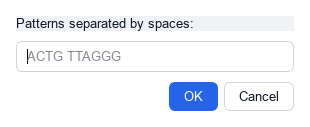 Patterns separated by spaces:
ACTG TTAGGG
OK Cancel